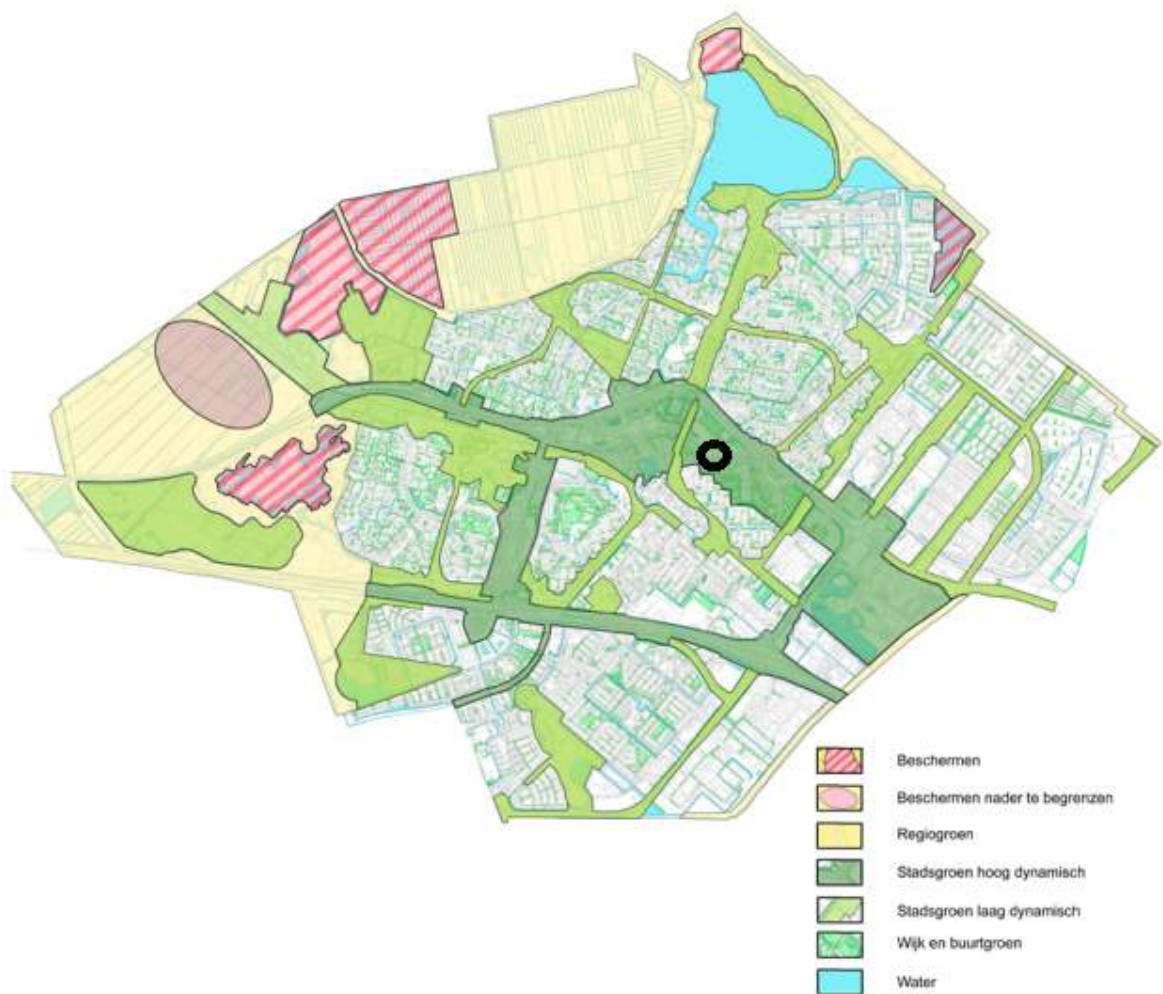 Beschermen
Beschermen nader te begrenzen
Regiogroen
Stadsgroen hoog dynamisch
Stadsgroen laag dynamisch
Wijk en buurtgroen
Water